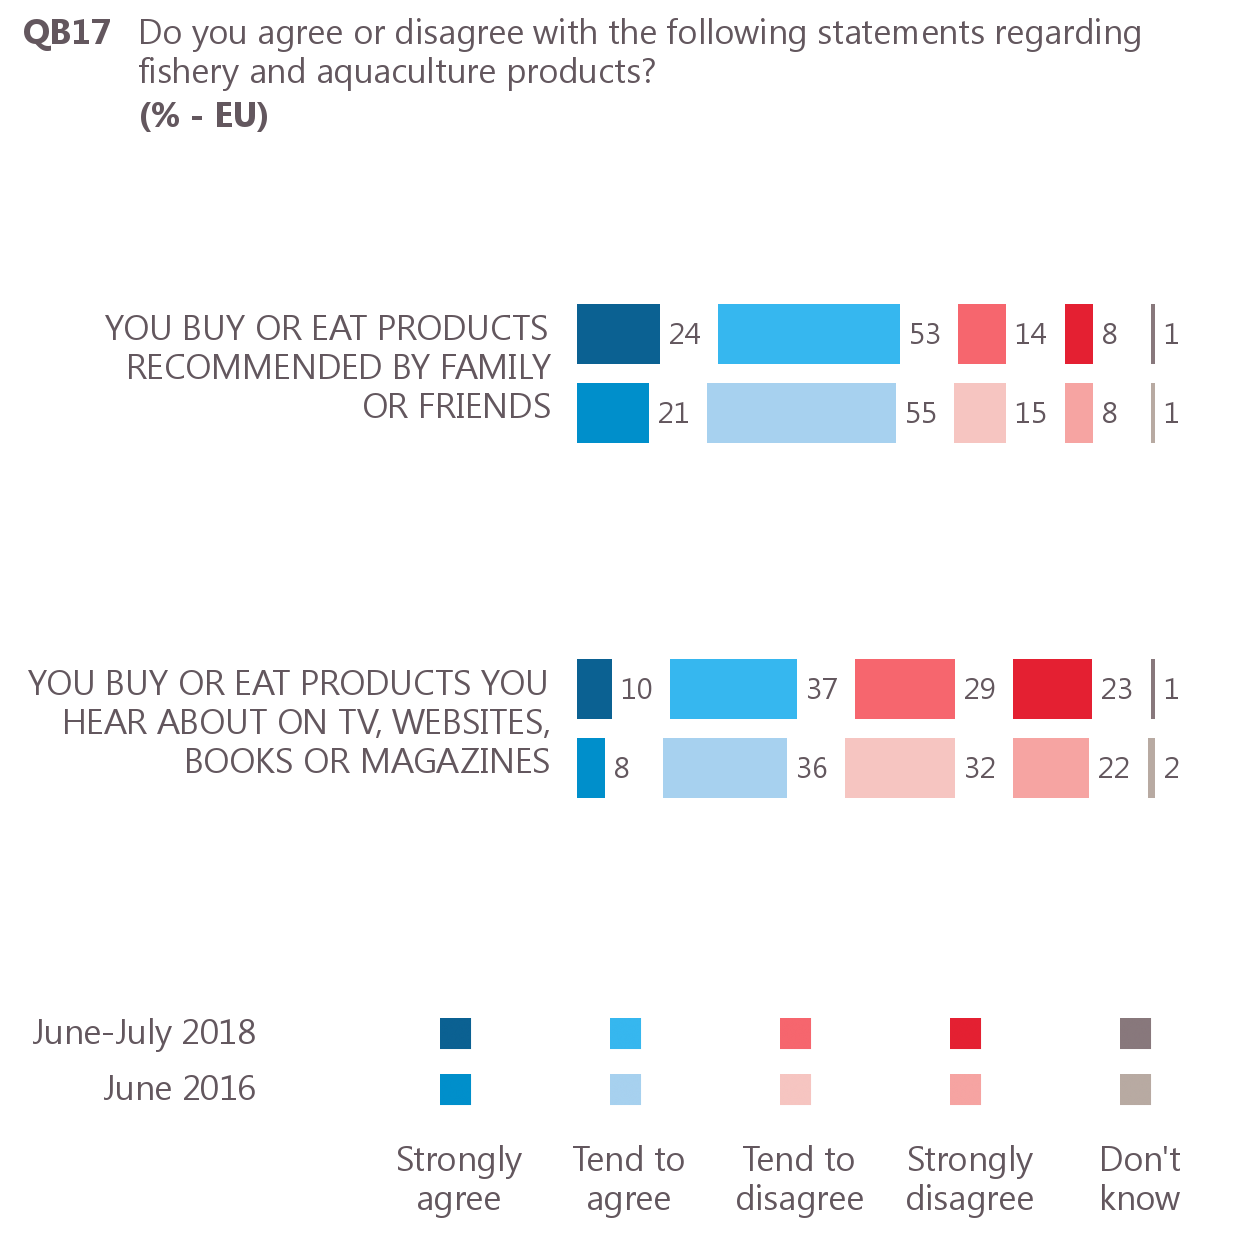 QB17 Do you agree or disagree with the following statements regarding
fishery and aquaculture products?
(% - EU)
YOU BUY OR EAT PRODUCTS
RECOMMENDED BY FAMILY
OR FRIENDS
24 53 14 8 1
21 55 15 8 1
YOU BUY OR EAT PRODUCTS YOU
HEAR ABOUT ON TV, WEBSITES,
BOOKS OR MAGAZINES
10 37 29 23 1
8 36 32 22 2
June-July 2018
June 2016
Strongly
agree
Tend to
agree
Tend to
disagree
Strongly
disagree
Don't
know